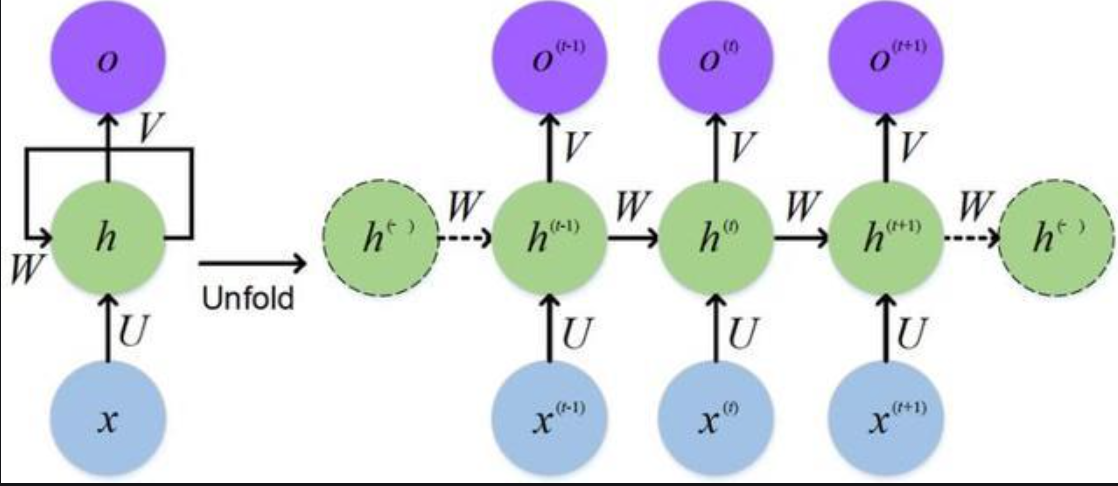 o
o(t-1)
o(t)
o(t+1)
V
V
V
V
W
W
W
W
h
h(- )
h(t-1)
h(t)
h(t+1)
h(- )
W
Unfold
U
U
U
U
x
x(t-1)
x(t)
x(t+1)